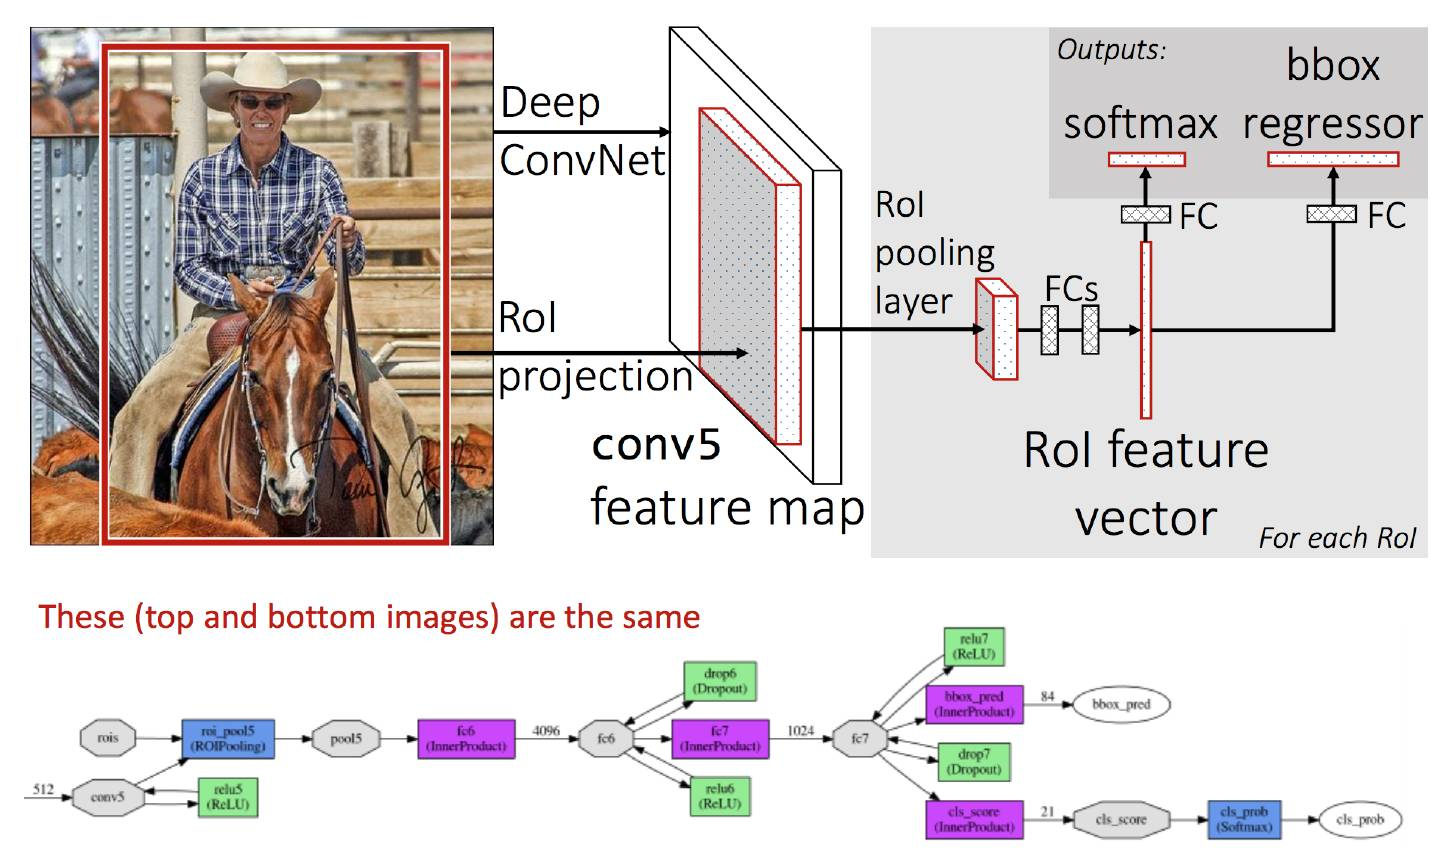 Outputs:
bbox
softmax regressor
Deep
ConvNet
RoI
pooling
layer
FC
FC
FCs
RoI
projection
conv5
feature map
RoI feature
vector
For each RoI
These (top and bottom images) are the same
relu7
(ReLU)
drop6
(Dropout)
bbox_pred
(InnerProduct)
84
bbox_pred
rois
roi_pool5
(ROIPooling)
pool5
fc6
(InnerProduct)
4096
fc6
fc7
(InnerProduct)
1024
fc7
drop7
(Dropout)
512
conv5
relu5
(ReLU)
relu6
(ReLU)
cls_score
(InnerProduct)
21
cls_score
cls_prob
(Softmax)
cls_prob